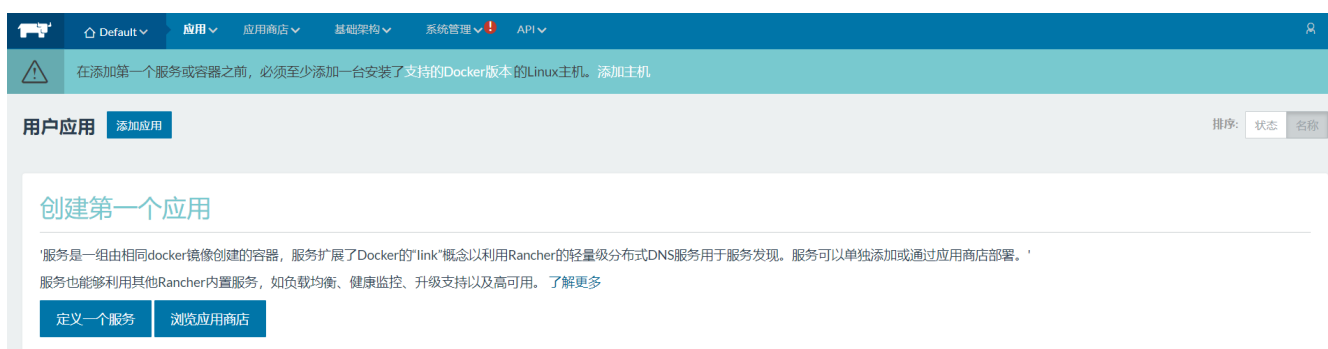 Default 应用 应用商店 基础架构 系统管理 ! API
在添加第一个服务或容器之前，必须至少添加一台安装了支持的Docker版本的Linux主机。添加主机
用户应用 添加应用 排序: 状态 名称
创建第一个应用
'服务是一组由相同docker镜像创建的容器，服务扩展了Docker的“link”概念以利用Rancher的轻量级分布式DNS服务用于服务发现。服务可以单独添加或通过应用商店部署。'
服务也能够利用其他Rancher内置服务，如负载均衡、健康监控、升级支持以及高可用。 了解更多
定义一个服务 浏览应用商店